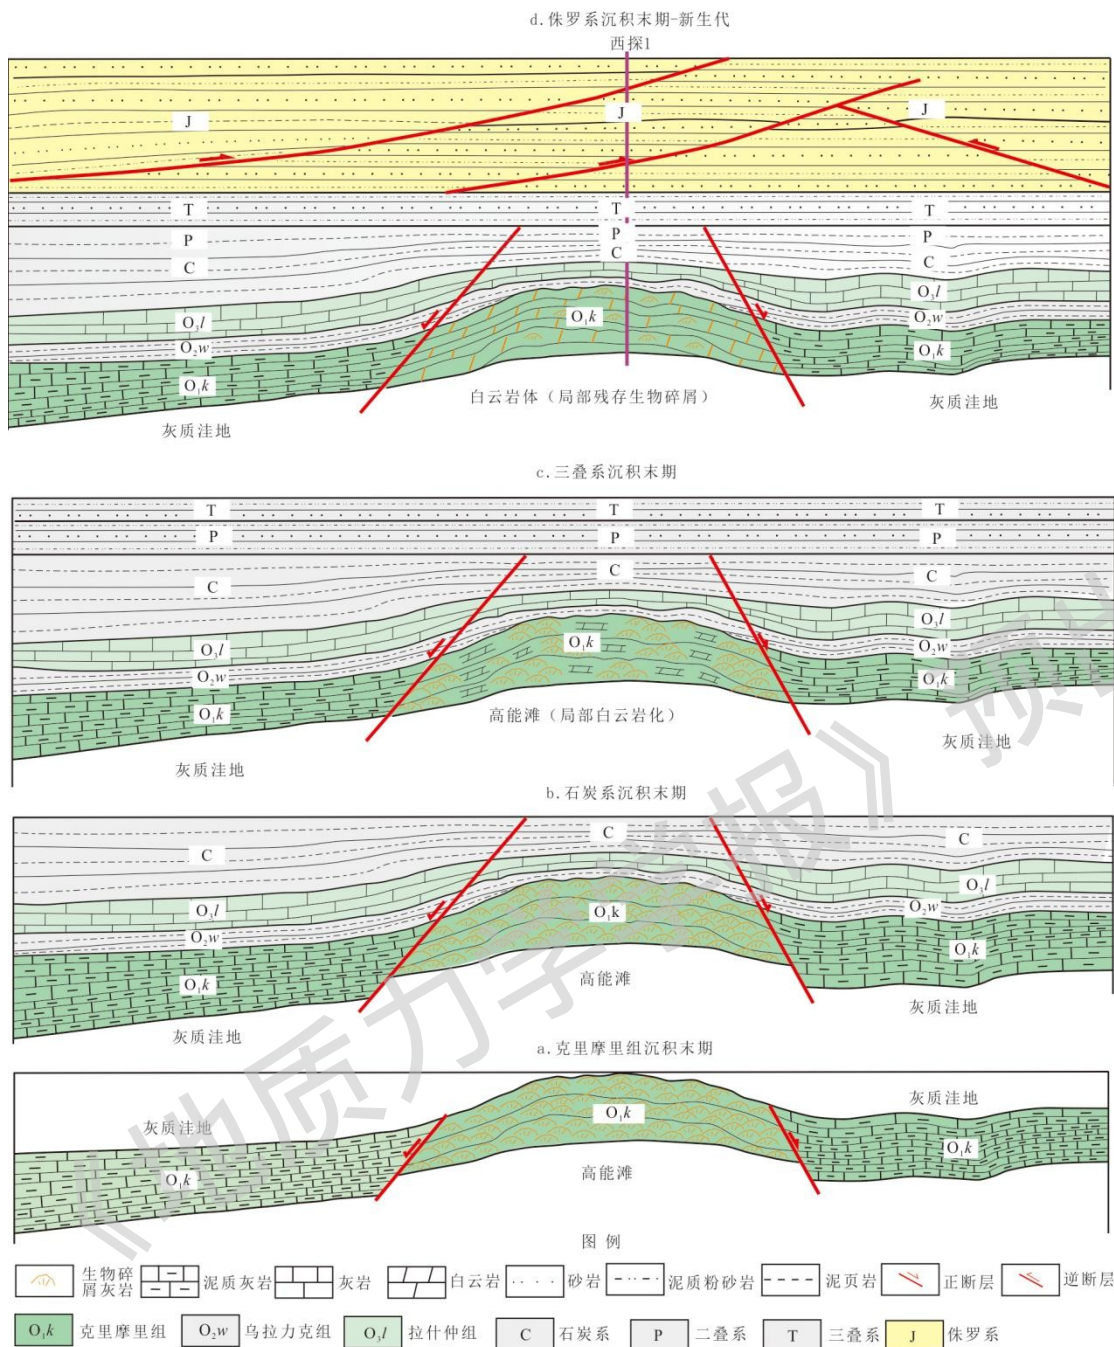 d.侏罗系沉积末期-新生代
西探1
J
J
J
T
T
T
P
P
P
C
C
C
O₃l
O₃l
O₂w
O₂w
O₁k
O₁k
O₁k
白云岩体（局部残存生物碎屑）
灰质洼地
灰质洼地
c.三叠系沉积末期
T
T
T
P
P
P
C
C
C
O₃l
O₃l
O₂w
O₂w
O₁k
O₁k
O₁k
高能滩（局部白云岩化）
灰质洼地
灰质洼地
b.石炭系沉积末期
C
C
C
O₃l
O₃l
O₂w
O₂w
O₁k
O₁k
O₁k
高能滩
灰质洼地
灰质洼地
a.克里摩里组沉积末期
灰质洼地
灰质洼地
O₁k
O₁k
O₁k
高能滩
图 例
生物碎屑灰岩 泥质灰岩 灰岩 白云岩 砂岩 泥质粉砂岩 泥页岩 正断层 逆断层
O₁k 克里摩里组 O₂w 乌拉力克组 O₃l 拉什仲组 C 石炭系 P 二叠系 T 三叠系 J 侏罗系
《地质力学学报》预出